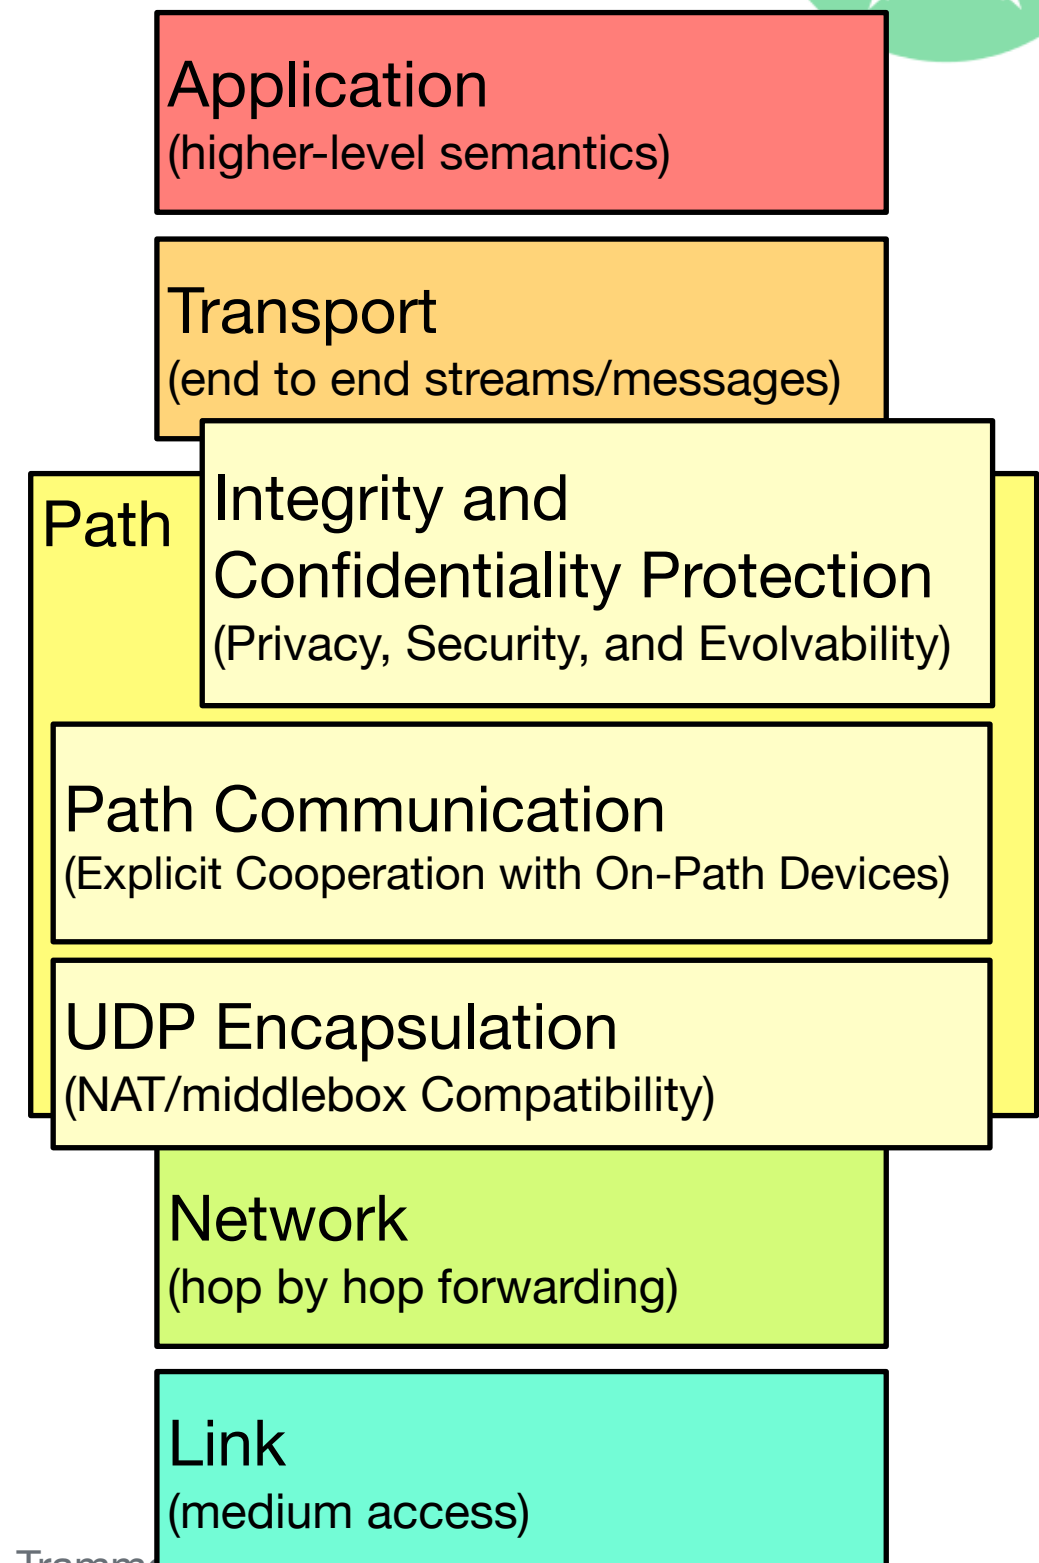 Application
(higher-level semantics)
Transport
(end to end streams/messages)
Path
Integrity and
Confidentiality Protection
(Privacy, Security, and Evolvability)
Path Communication
(Explicit Cooperation with On-Path Devices)
UDP Encapsulation
(NAT/middlebox Compatibility)
Network
(hop by hop forwarding)
Link
(medium access)